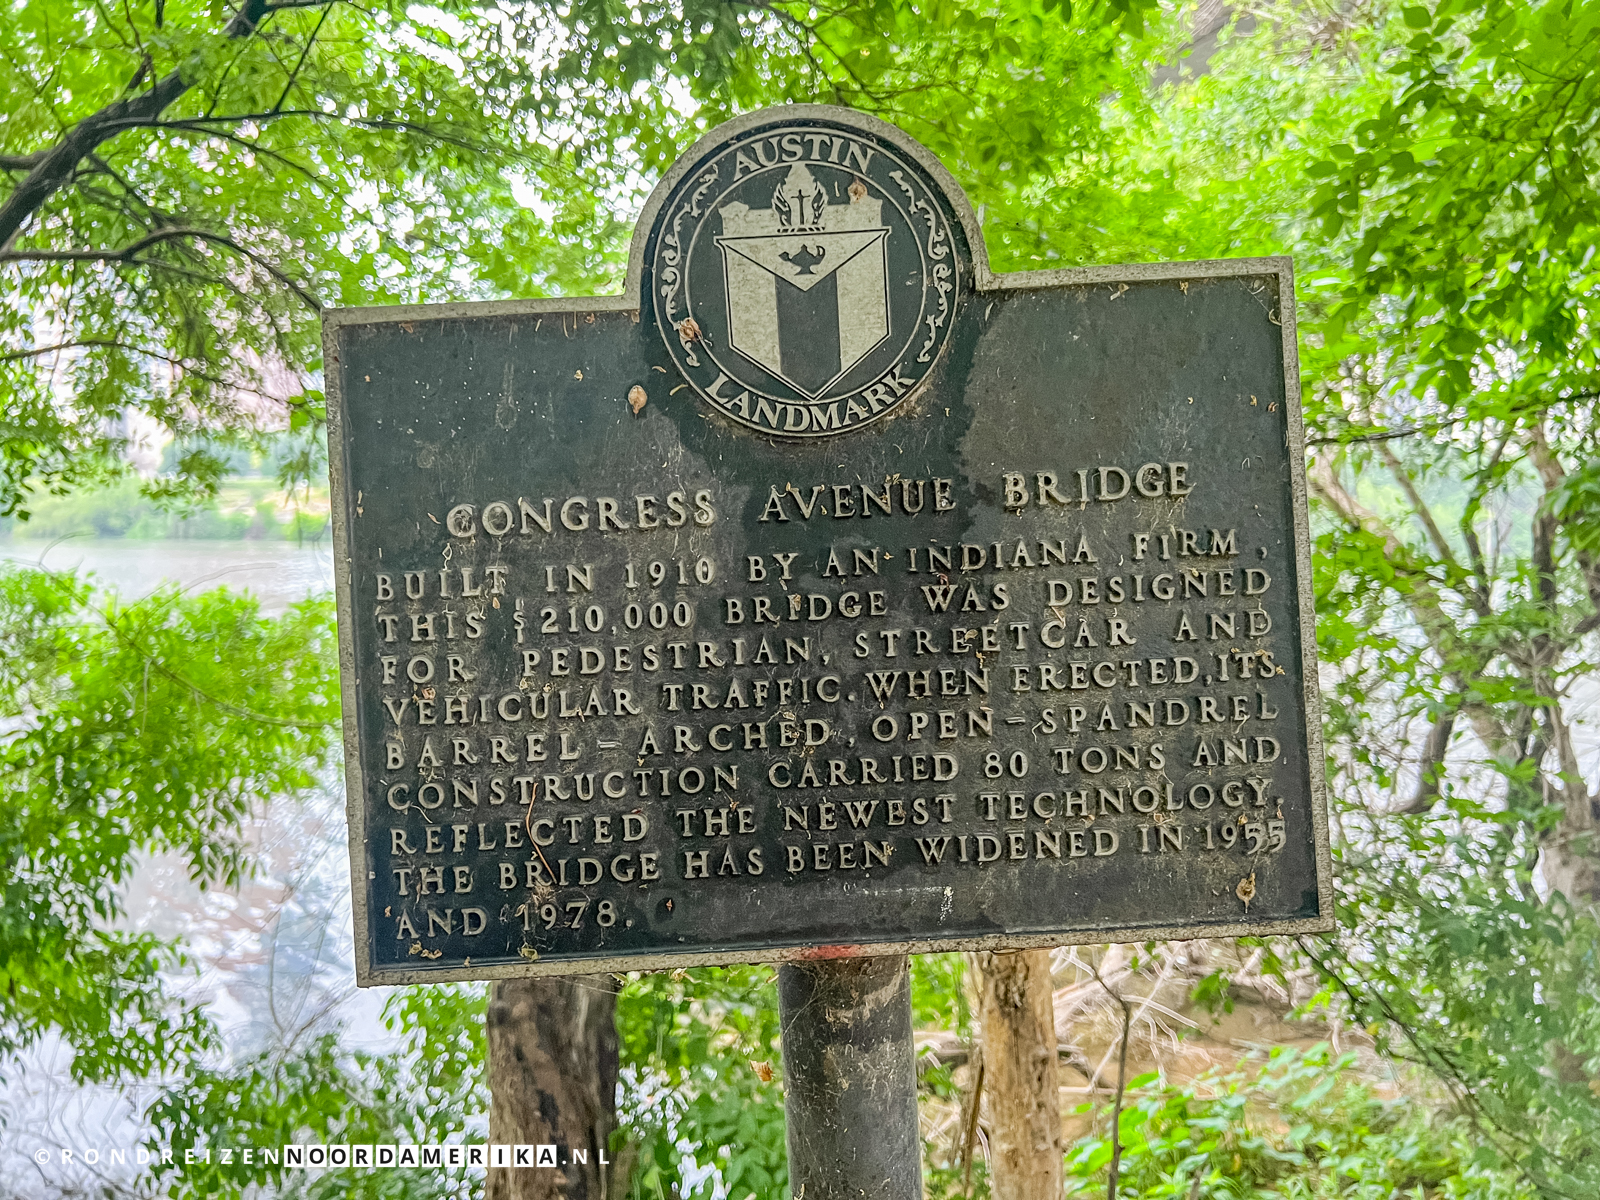 AUSTIN
LANDMARK
CONGRESS AVENUE BRIDGE
BUILT IN 1910 BY AN INDIANA FIRM,
THIS $210,000 BRIDGE WAS DESIGNED
FOR PEDESTRIAN, STREETCAR AND
VEHICULAR TRAFFIC. WHEN ERECTED, ITS
BARREL-ARCHED, OPEN-SPANDREL
CONSTRUCTION CARRIED 80 TONS AND
REFLECTED THE NEWEST TECHNOLOGY.
THE BRIDGE HAS BEEN WIDENED IN 1955
AND 1978.
©RONDREIZENNOORDAMERIKA.NL